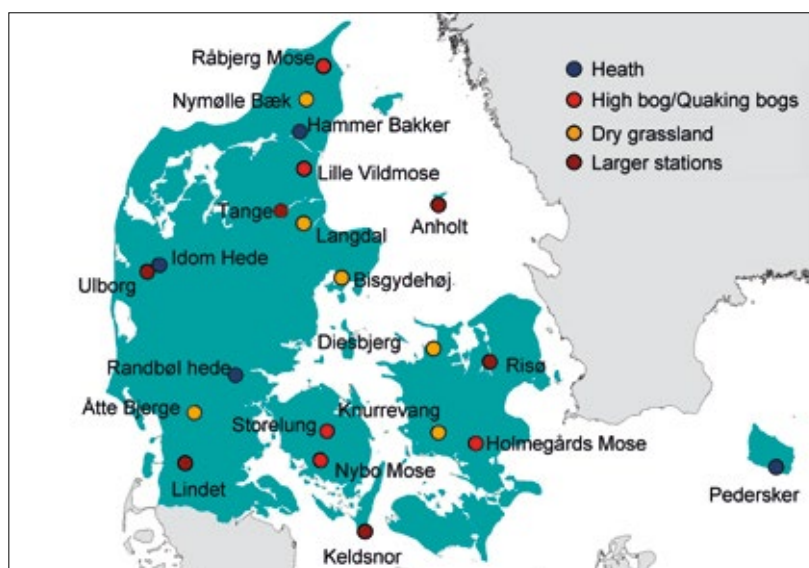 Råbjerg Mose
Nymølle Bæk
Hammer Bakker
Lille Vildmose
Tange
Langdal
Anholt
Idom Hede
Ulborg
Bisgydehøj
Diesbjerg
Risø
Randbøl hede
Åtte Bjerge
Knurrevang
Storelung
Holmegårds Mose
Nybo Mose
Lindet
Keldsnor
Pedersker
Heath
High bog/Quaking bogs
Dry grassland
Larger stations